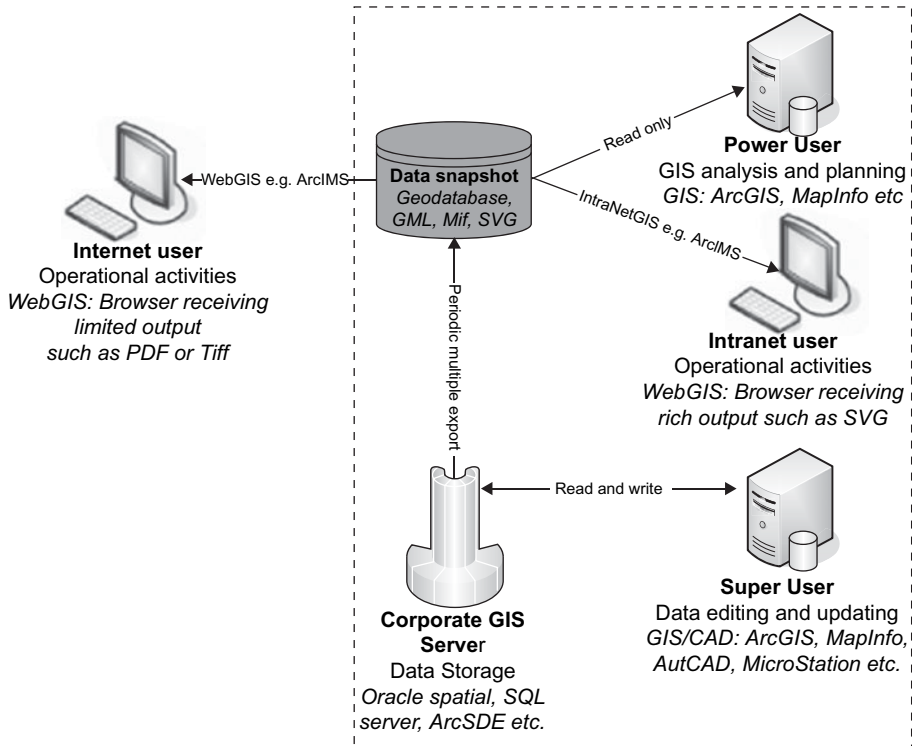 Read only
Power User
GIS analysis and planning
GIS: ArcGIS, MapInfo etc
WebGIS e.g. ArcIMS
Data snapshot
Geodatabase,
GML, Mif, SVG
IntraNetGIS e.g. ArcIMS
Internet user
Operational activities
WebGIS: Browser receiving
limited output
such as PDF or Tiff
Periodic multiple export
Intranet user
Operational activities
WebGIS: Browser receiving
rich output such as SVG
Read and write
Corporate GIS
Server
Data Storage
Oracle spatial, SQL
server, ArcSDE etc.
Super User
Data editing and updating
GIS/CAD: ArcGIS, MapInfo,
AutCAD, MicroStation etc.